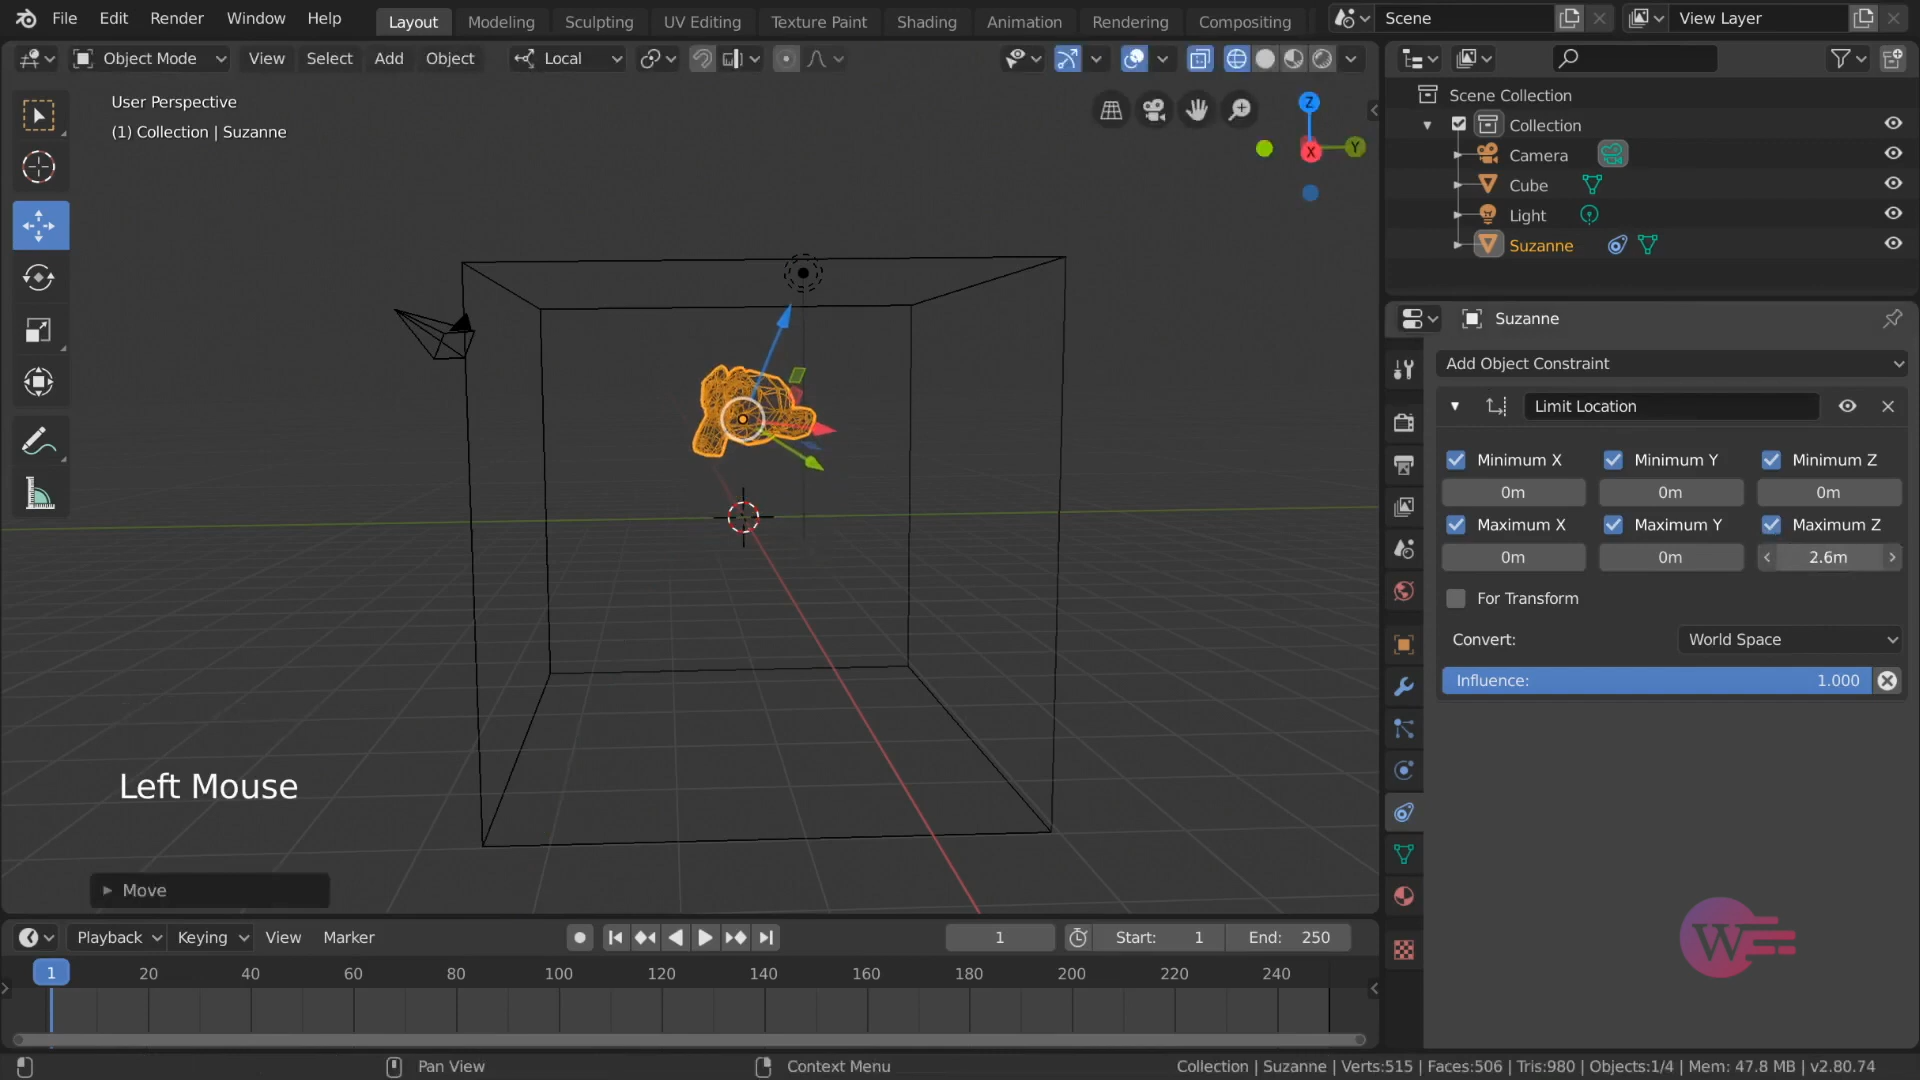 File Edit Render Window Help
Layout Modeling Sculpting UV Editing Texture Paint Shading Animation Rendering Compositing
Scene
View Layer
Object Mode View Select Add Object Local
User Perspective
(1) Collection | Suzanne
Z
X
Y
Scene Collection
Collection
Camera
Cube
Light
Suzanne
Suzanne
Add Object Constraint
Limit Location
Minimum X Minimum Y Minimum Z
0m 0m 0m
Maximum X Maximum Y Maximum Z
0m 0m 2.6m
For Transform
Convert: World Space
Influence: 1.000
Left Mouse
Move
W
Playback Keying View Marker 1 Start: 1 End: 250
1 20 40 60 80 100 120 140 160 180 200 220 240
Pan View Context Menu Collection | Suzanne | Verts:515 | Faces:506 | Tris:980 | Objects:1/4 | Mem: 47.8 MB | v2.80.74